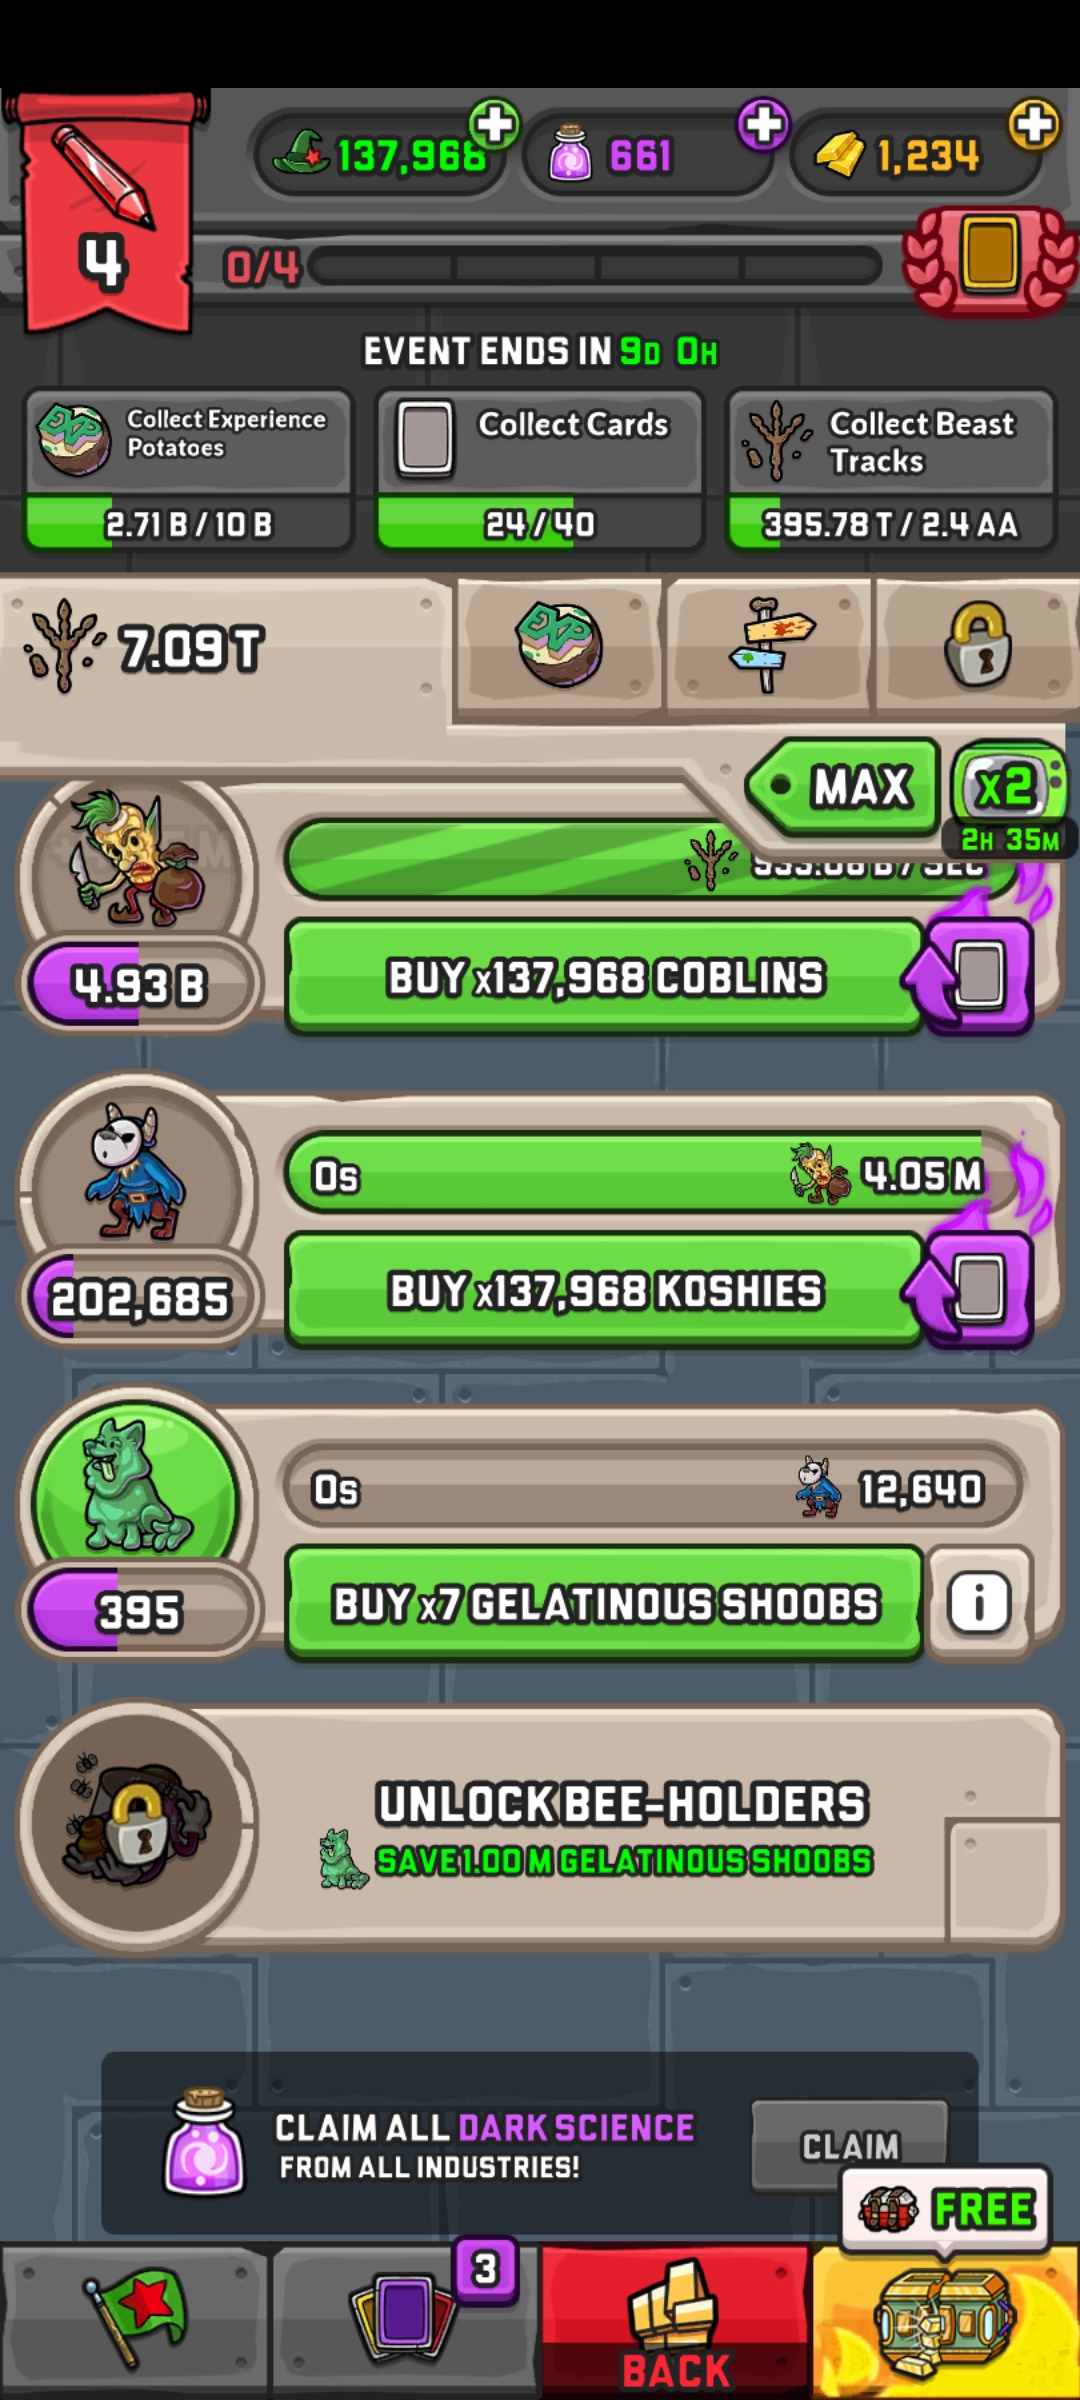 137,968
661
1,234
4
0/4
EVENT ENDS IN 9D 0H
Collect Experience
Potatoes
Collect Cards
Collect Beast
Tracks
2.71 B / 10 B
24 / 40
395.78 T / 2.4 AA
EXP
7.09 T
EXP
MAX
x2
2H 35M
B / SEC
4.93 B
BUY x137,968 COBLINS
0s
4.05 M
202,685
BUY x137,968 KOSHIES
0s
12,640
395
BUY x7 GELATINOUS SHOOBS
i
UNLOCK BEE-HOLDERS
SAVE 1.00 M GELATINOUS SHOOBS
CLAIM ALL DARK SCIENCE
FROM ALL INDUSTRIES!
CLAIM
FREE
3
BACK